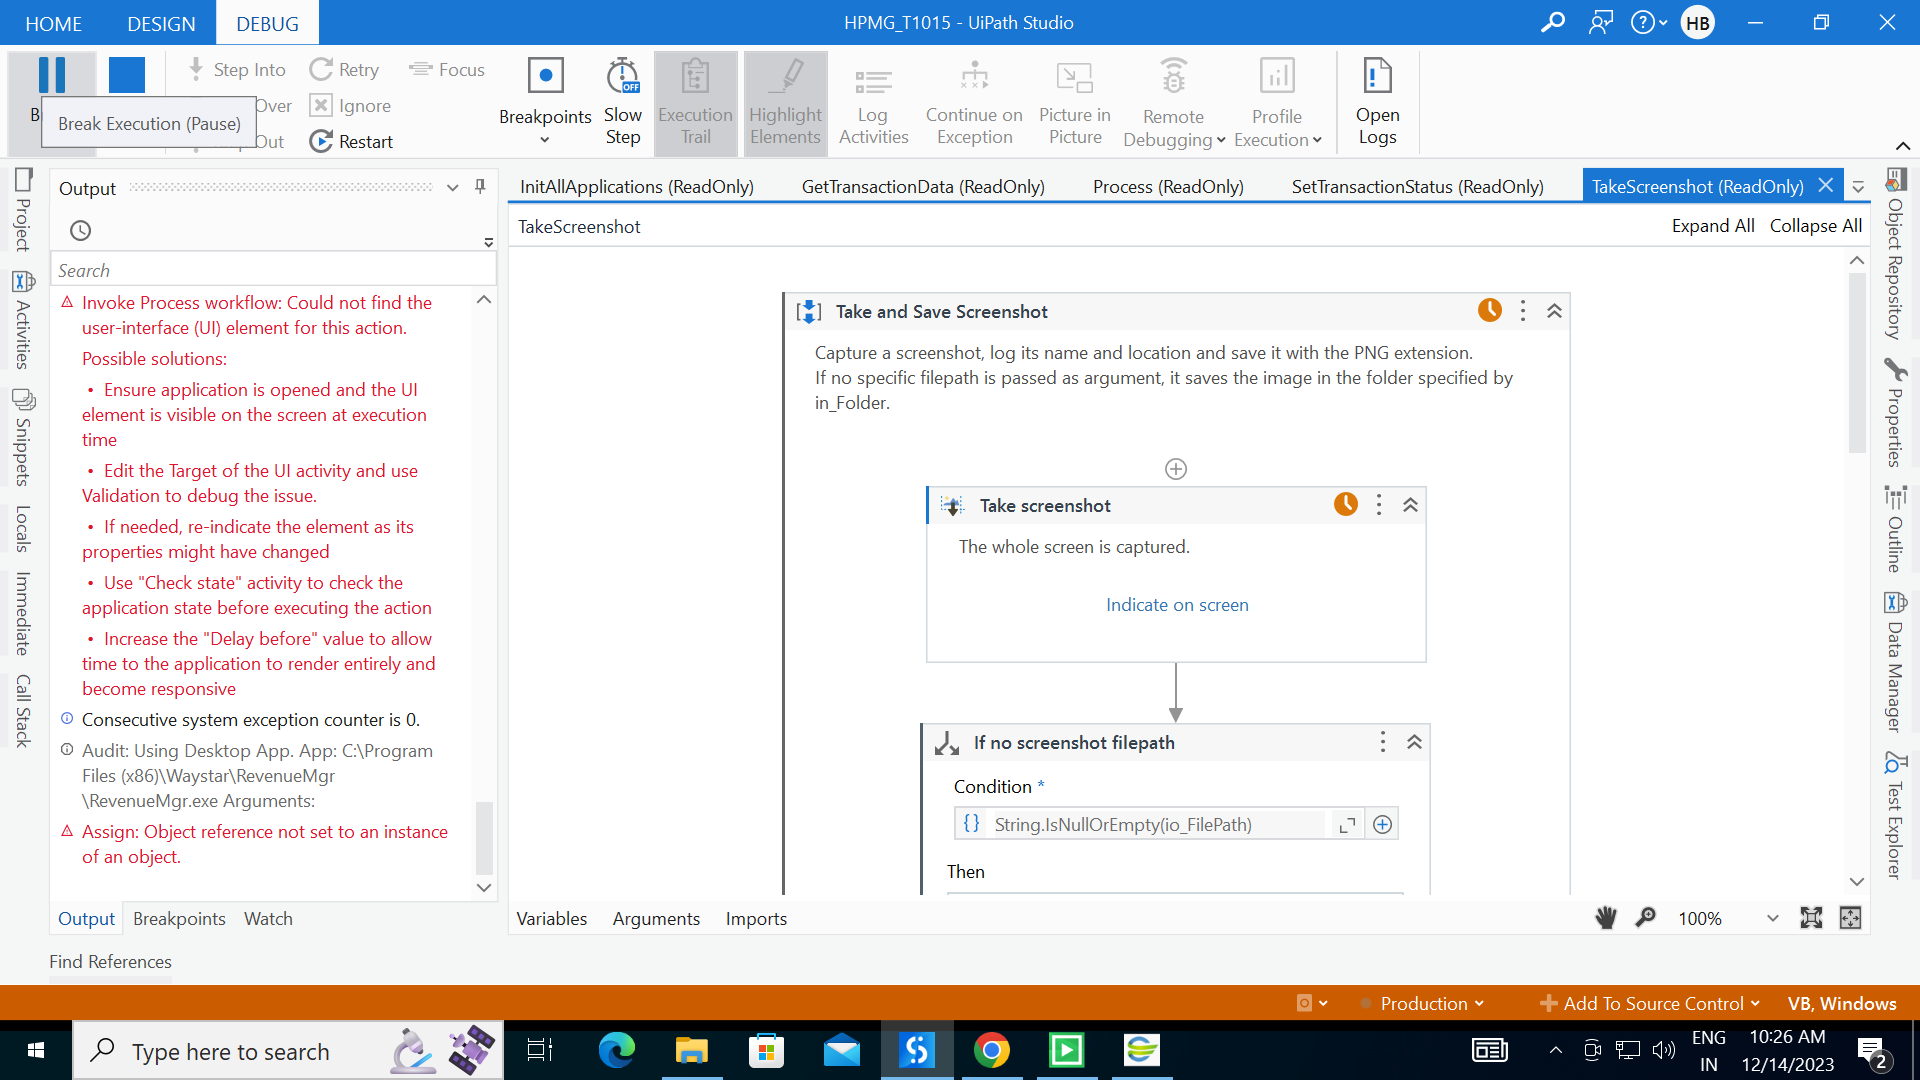 HOME DESIGN DEBUG
HPMG_T1015 - UiPath Studio
HB
Step Into Retry Focus
Over Ignore
Out Restart
Break Execution (Pause)
Breakpoints
Slow Step
Execution Trail
Highlight Elements
Log Activities
Continue on Exception
Picture in Picture
Remote Debugging
Profile Execution
Open Logs
OFF
Project
Activities
Snippets
Locals
Immediate
Call Stack
Output
Search
Invoke Process workflow: Could not find the
user-interface (UI) element for this action.
Possible solutions:
• Ensure application is opened and the UI
element is visible on the screen at execution
time
• Edit the Target of the UI activity and use
Validation to debug the issue.
• If needed, re-indicate the element as its
properties might have changed
• Use "Check state" activity to check the
application state before executing the action
• Increase the "Delay before" value to allow
time to the application to render entirely and
become responsive
Consecutive system exception counter is 0.
Audit: Using Desktop App. App: C:\Program
Files (x86)\Waystar\RevenueMgr
\RevenueMgr.exe Arguments:
Assign: Object reference not set to an instance
of an object.
Output Breakpoints Watch
Find References
InitAllApplications (ReadOnly) GetTransactionData (ReadOnly) Process (ReadOnly) SetTransactionStatus (ReadOnly) TakeScreenshot (ReadOnly)
TakeScreenshot
Expand All Collapse All
Take and Save Screenshot
Capture a screenshot, log its name and location and save it with the PNG extension.
If no specific filepath is passed as argument, it saves the image in the folder specified by
in_Folder.
Take screenshot
The whole screen is captured.
Indicate on screen
If no screenshot filepath
Condition *
String.IsNullOrEmpty(io_FilePath)
Then
Variables Arguments Imports
100%
Object Repository
Properties
Outline
Data Manager
Test Explorer
Production
Add To Source Control
VB, Windows
Type here to search
ENG
IN
10:26 AM
12/14/2023
2